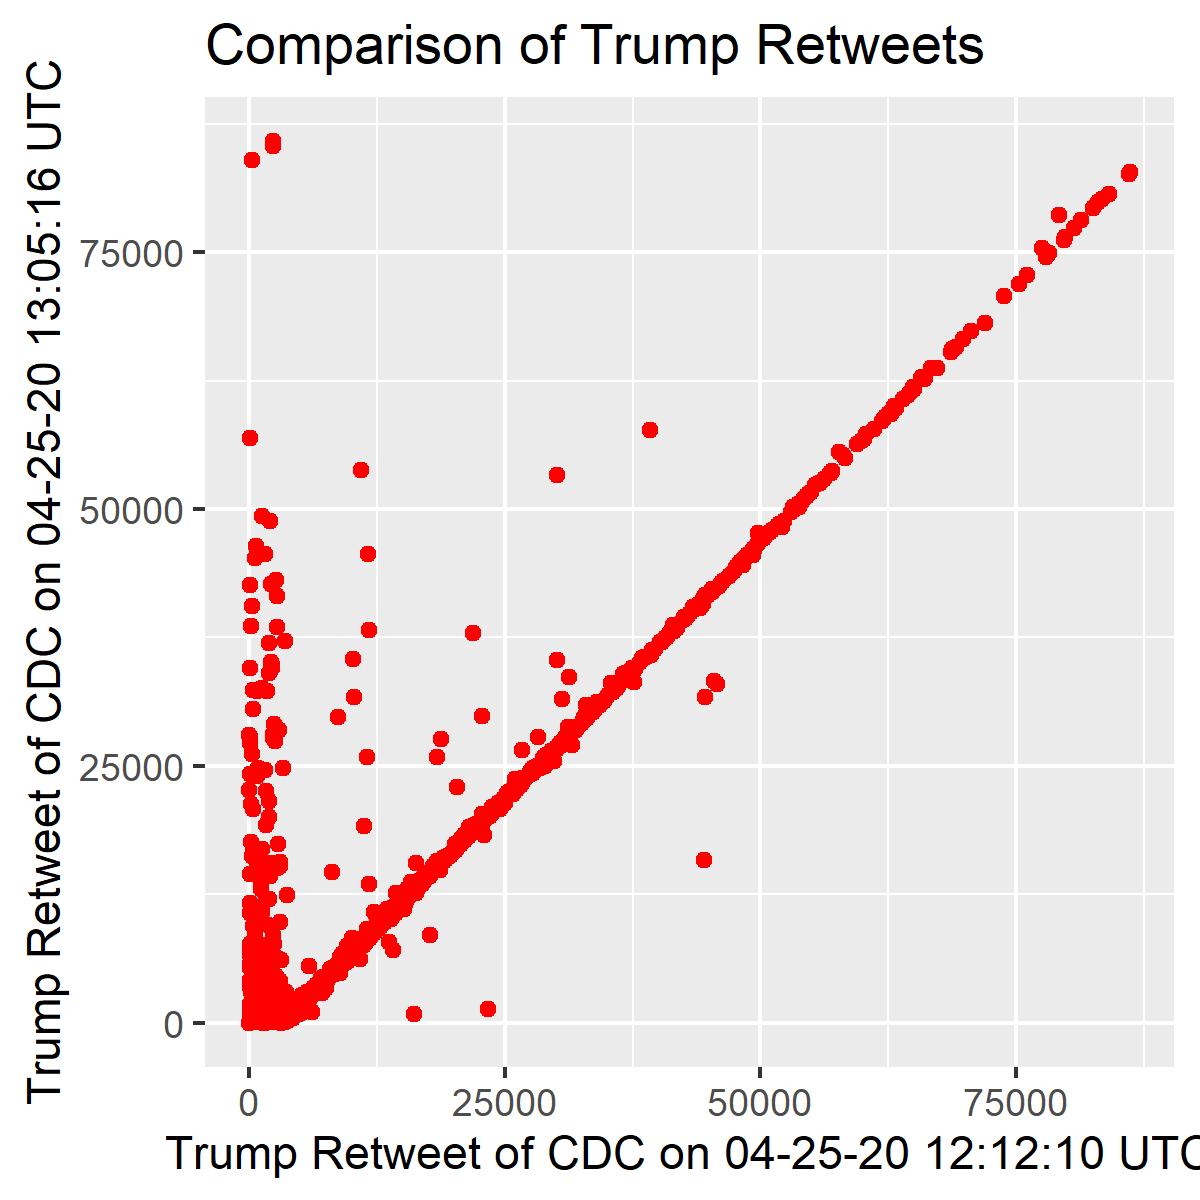 Comparison of Trump Retweets
Trump Retweet of CDC on 04-25-20 13:05:16 UTC
75000
50000
25000
0
0
25000
50000
75000
Trump Retweet of CDC on 04-25-20 12:12:10 UTC